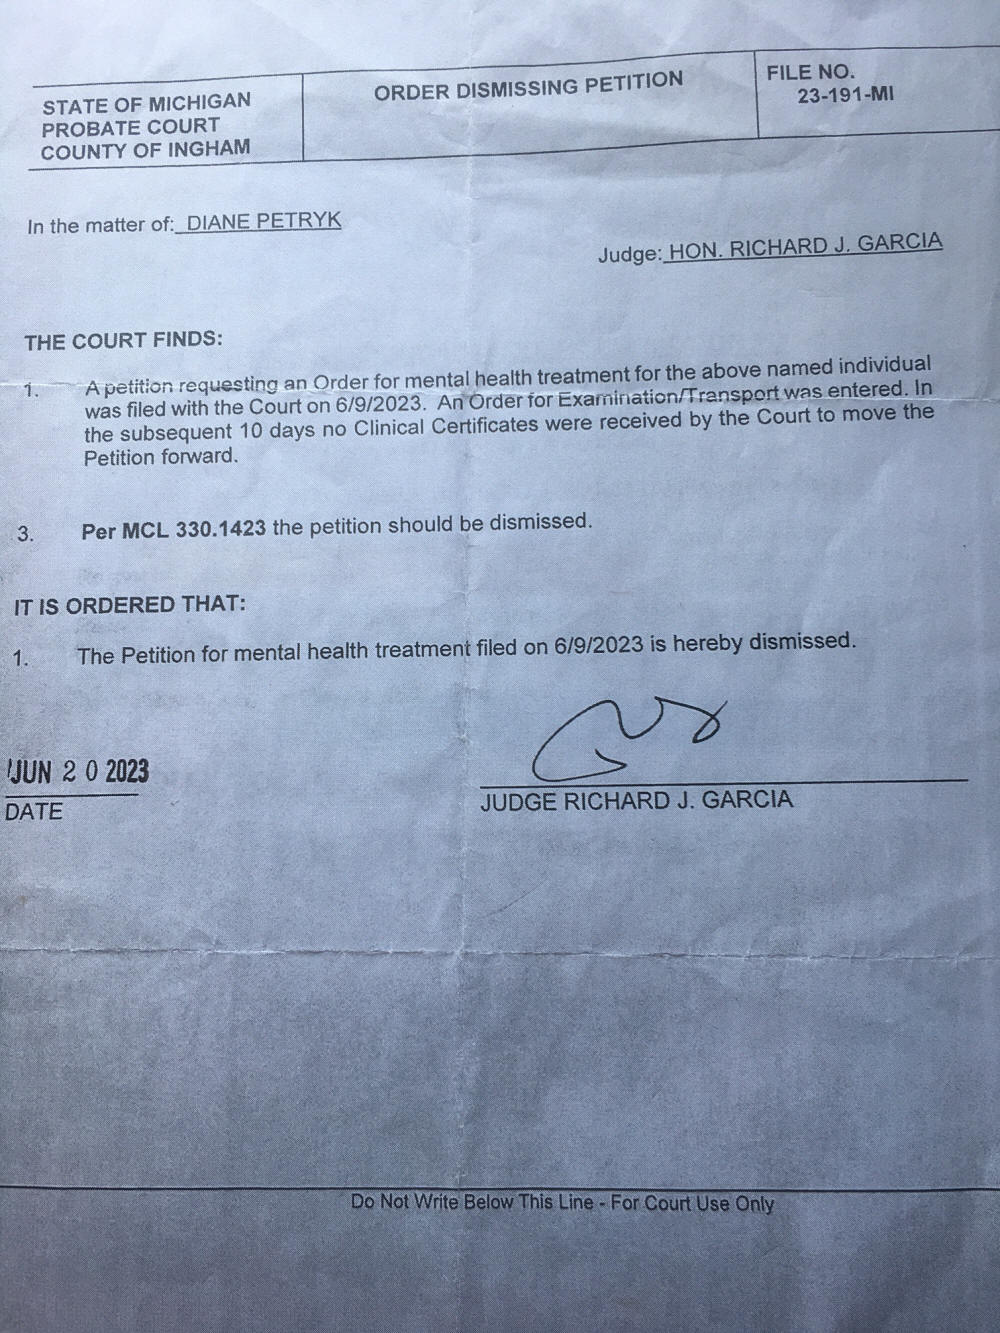 STATE OF MICHIGAN
PROBATE COURT
COUNTY OF INGHAM
ORDER DISMISSING PETITION
FILE NO.
23-191-MI
In the matter of: DIANE PETRYK
Judge: HON. RICHARD J. GARCIA
THE COURT FINDS:
1. A petition requesting an Order for mental health treatment for the above named individual
was filed with the Court on 6/9/2023. An Order for Examination/Transport was entered. In
the subsequent 10 days no Clinical Certificates were received by the Court to move the
Petition forward.
3. Per MCL 330.1423 the petition should be dismissed.
IT IS ORDERED THAT:
1. The Petition for mental health treatment filed on 6/9/2023 is hereby dismissed.
JUN 20 2023
DATE
JUDGE RICHARD J. GARCIA
Do Not Write Below This Line - For Court Use Only